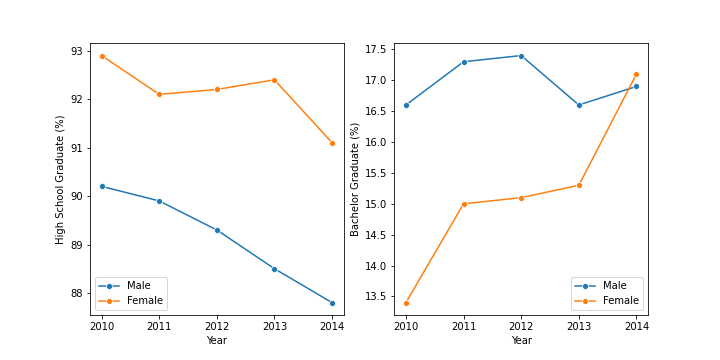 High School Graduate (%)
93
92
91
90
89
88
2010 2011 2012 2013 2014
Year
Male
Female
Bachelor Graduate (%)
17.5
17.0
16.5
16.0
15.5
15.0
14.5
14.0
13.5
2010 2011 2012 2013 2014
Year
Male
Female